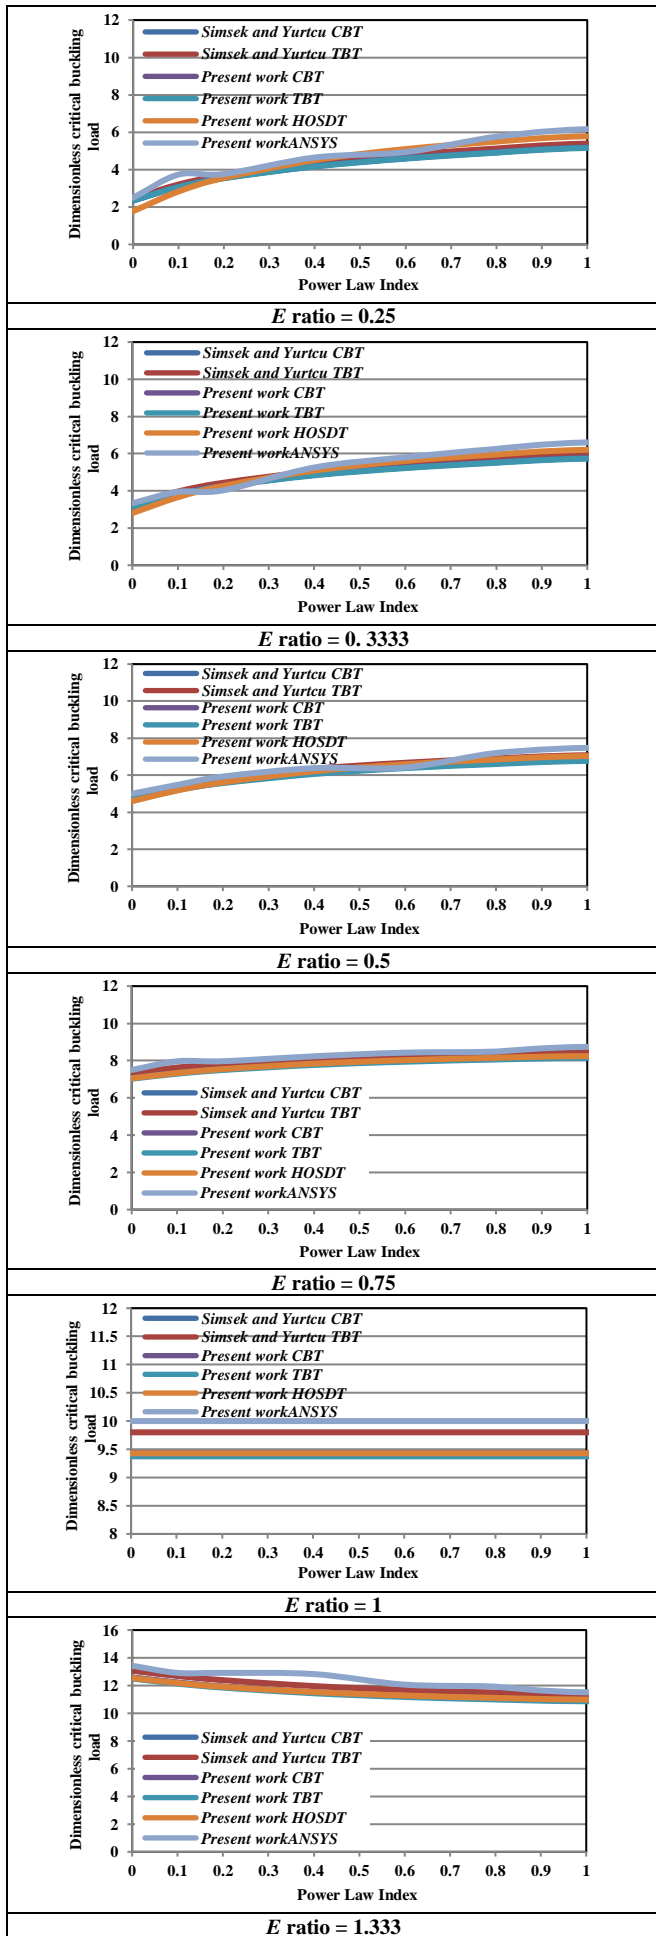 12
10
8
6
4
2
0
Dimensionless critical buckling
load
Simsek and Yurtcu CBT
Simsek and Yurtcu TBT
Present work CBT
Present work TBT
Present work HOSDT
Present workANSYS
0 0.1 0.2 0.3 0.4 0.5 0.6 0.7 0.8 0.9 1
Power Law Index
E ratio = 0.25
12
10
8
6
4
2
0
Dimensionless critical buckling
load
Simsek and Yurtcu CBT
Simsek and Yurtcu TBT
Present work CBT
Present work TBT
Present work HOSDT
Present workANSYS
0 0.1 0.2 0.3 0.4 0.5 0.6 0.7 0.8 0.9 1
Power Law Index
E ratio = 0. 3333
12
10
8
6
4
2
0
Dimensionless critical buckling
load
Simsek and Yurtcu CBT
Simsek and Yurtcu TBT
Present work CBT
Present work TBT
Present work HOSDT
Present workANSYS
0 0.1 0.2 0.3 0.4 0.5 0.6 0.7 0.8 0.9 1
Power Law Index
E ratio = 0.5
12
10
8
6
4
2
0
Dimensionless critical buckling
load
Simsek and Yurtcu CBT
Simsek and Yurtcu TBT
Present work CBT
Present work TBT
Present work HOSDT
Present workANSYS
0 0.1 0.2 0.3 0.4 0.5 0.6 0.7 0.8 0.9 1
Power Law Index
E ratio = 0.75
12
11.5
11
10.5
10
9.5
9
8.5
8
Dimensionless critical buckling
load
Simsek and Yurtcu CBT
Simsek and Yurtcu TBT
Present work CBT
Present work TBT
Present work HOSDT
Present workANSYS
0 0.1 0.2 0.3 0.4 0.5 0.6 0.7 0.8 0.9 1
Power Law Index
E ratio = 1
16
14
12
10
8
6
4
2
0
Dimensionless critical buckling
load
Simsek and Yurtcu CBT
Simsek and Yurtcu TBT
Present work CBT
Present work TBT
Present work HOSDT
Present workANSYS
0 0.1 0.2 0.3 0.4 0.5 0.6 0.7 0.8 0.9 1
Power Law Index
E ratio = 1.333